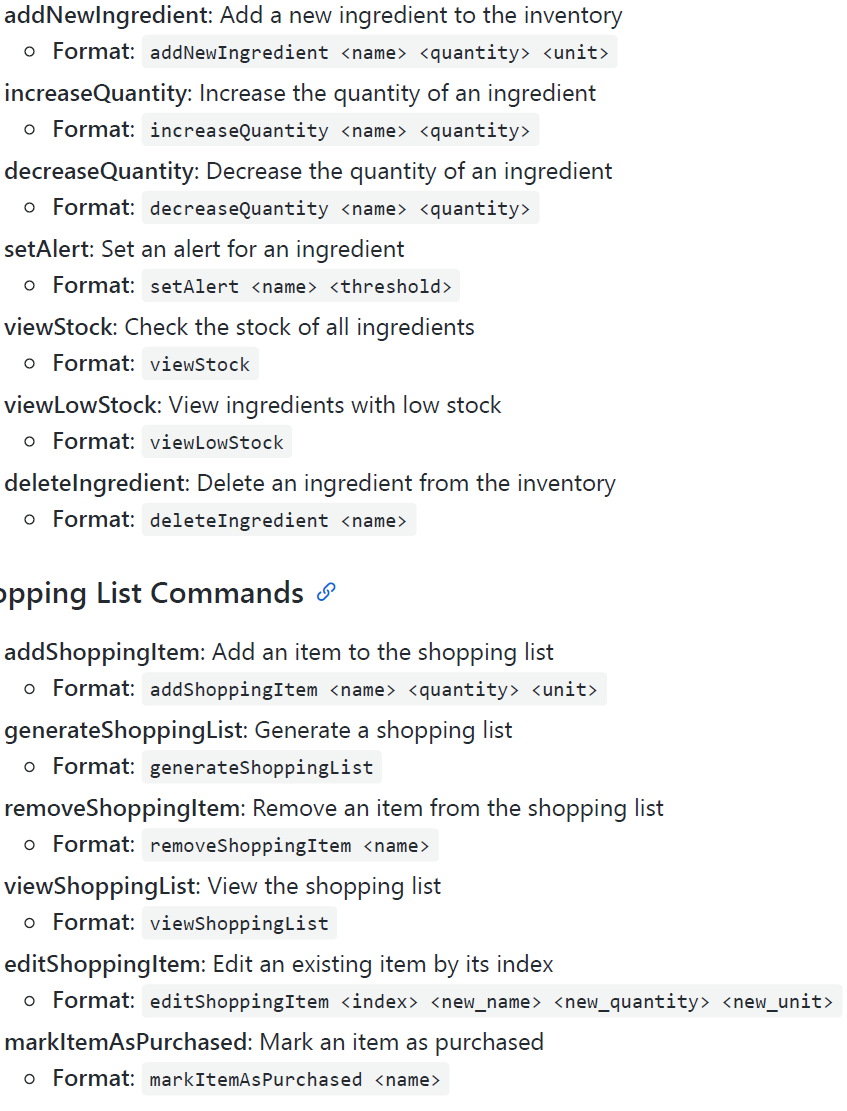 addNewIngredient: Add a new ingredient to the inventory
Format: addNewIngredient <name> <quantity> <unit>
increaseQuantity: Increase the quantity of an ingredient
Format: increaseQuantity <name> <quantity>
decreaseQuantity: Decrease the quantity of an ingredient
Format: decreaseQuantity <name> <quantity>
setAlert: Set an alert for an ingredient
Format: setAlert <name> <threshold>
viewStock: Check the stock of all ingredients
Format: viewStock
viewLowStock: View ingredients with low stock
Format: viewLowStock
deleteIngredient: Delete an ingredient from the inventory
Format: deleteIngredient <name>
opping List Commands
addShoppingItem: Add an item to the shopping list
Format: addShoppingItem <name> <quantity> <unit>
generateShoppingList: Generate a shopping list
Format: generateShoppingList
removeShoppingItem: Remove an item from the shopping list
Format: removeShoppingItem <name>
viewShoppingList: View the shopping list
Format: viewShoppingList
editShoppingItem: Edit an existing item by its index
Format: editShoppingItem <index> <new_name> <new_quantity> <new_unit>
markItemAsPurchased: Mark an item as purchased
Format: markItemAsPurchased <name>